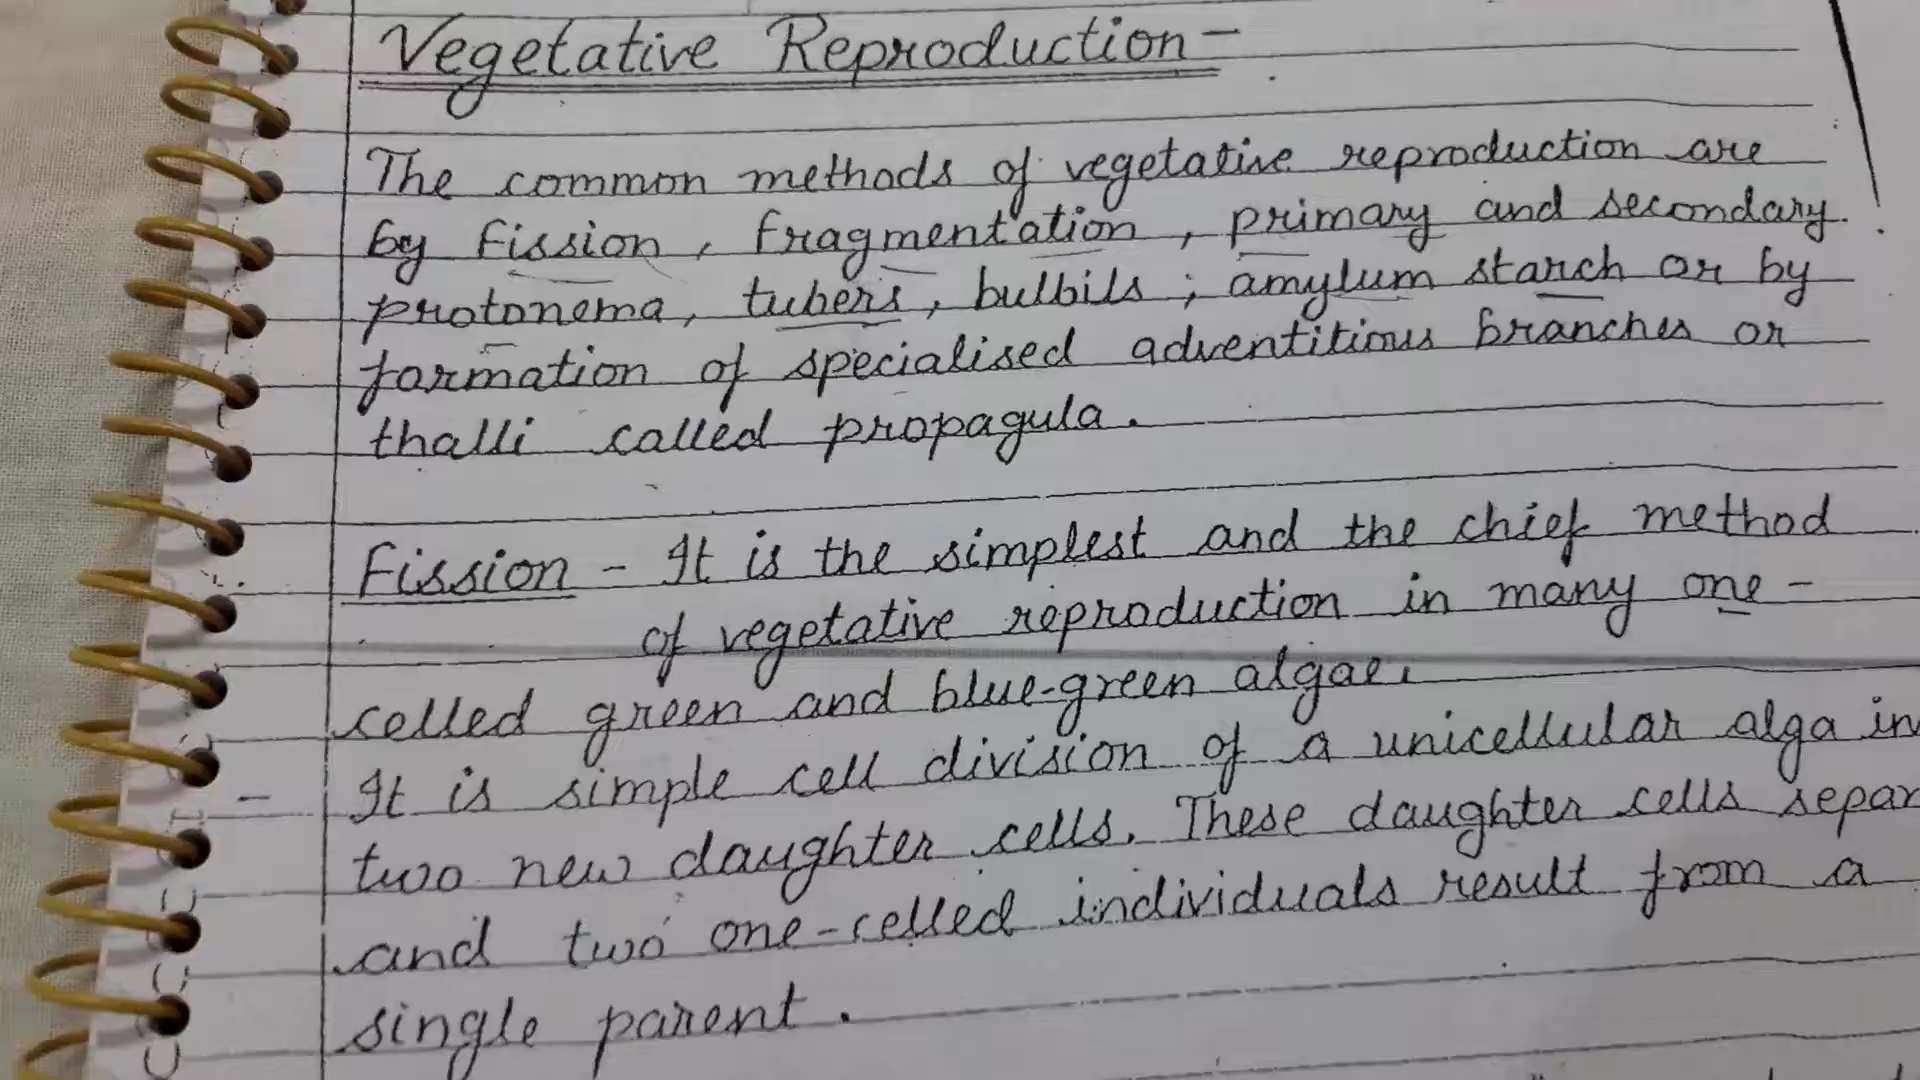 Vegetative Reproduction-
The common methods of vegetative reproduction are
by fission, fragmentation, primary and secondary.
protonema, tubers, bulbils; amylum starch or by
formation of specialised adventitious branches or
thalli called propagula.
Fission - It is the simplest and the chief method
of vegetative reproduction in many one-
celled green and blue-green algae.
It is simple cell division of a unicellular alga in
two new daughter cells. These daughter cells separ
and two one-celled individuals result from a
single parent.